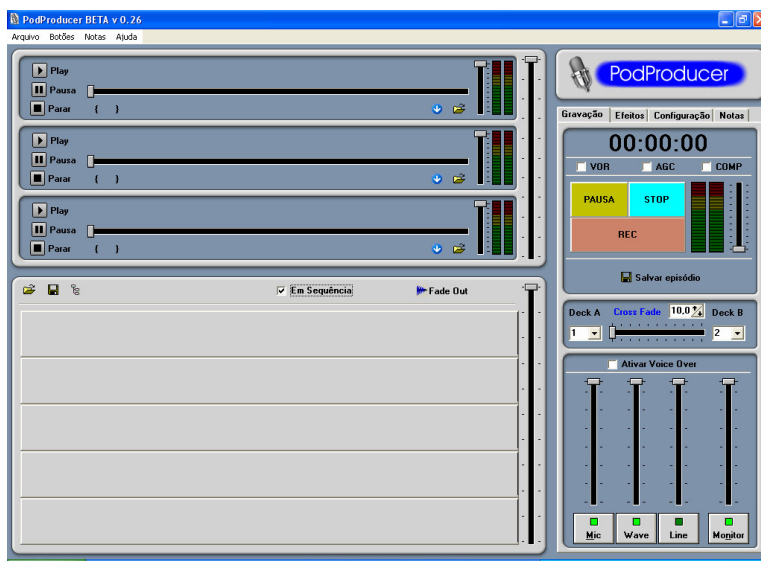 PodProducer BETA v 0.26
Arquivo Botões Notas Ajuda
Play
Pausa
Parar { }
Play
Pausa
Parar { }
Play
Pausa
Parar { }
Em Sequência Fade Out
PodProducer
Gravação Efeitos Configuração Notas
00:00:00
VOR AGC COMP
PAUSA STOP
REC
Salvar episódio
Deck A Cross Fade 10,0 Deck B
1 2
Ativar Voice Over
Mic Wave Line Monitor